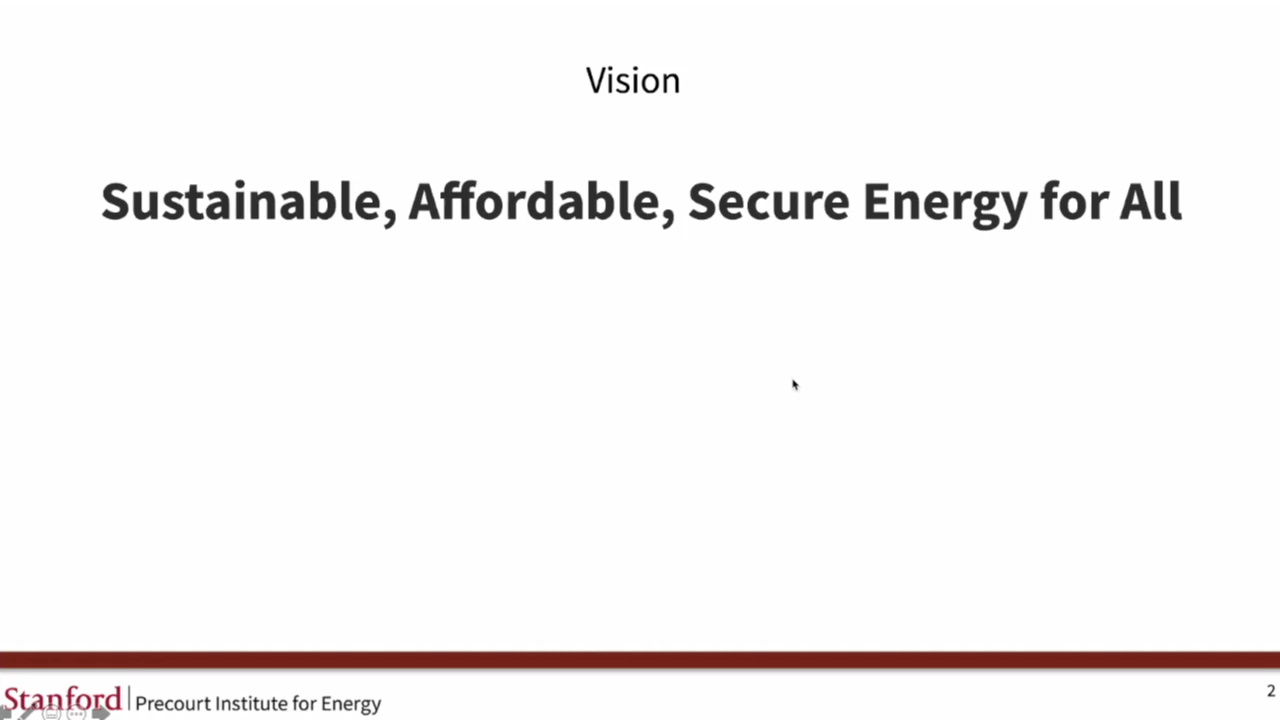 Vision
Sustainable, Affordable, Secure Energy for All
Stanford | Precourt Institute for Energy
2